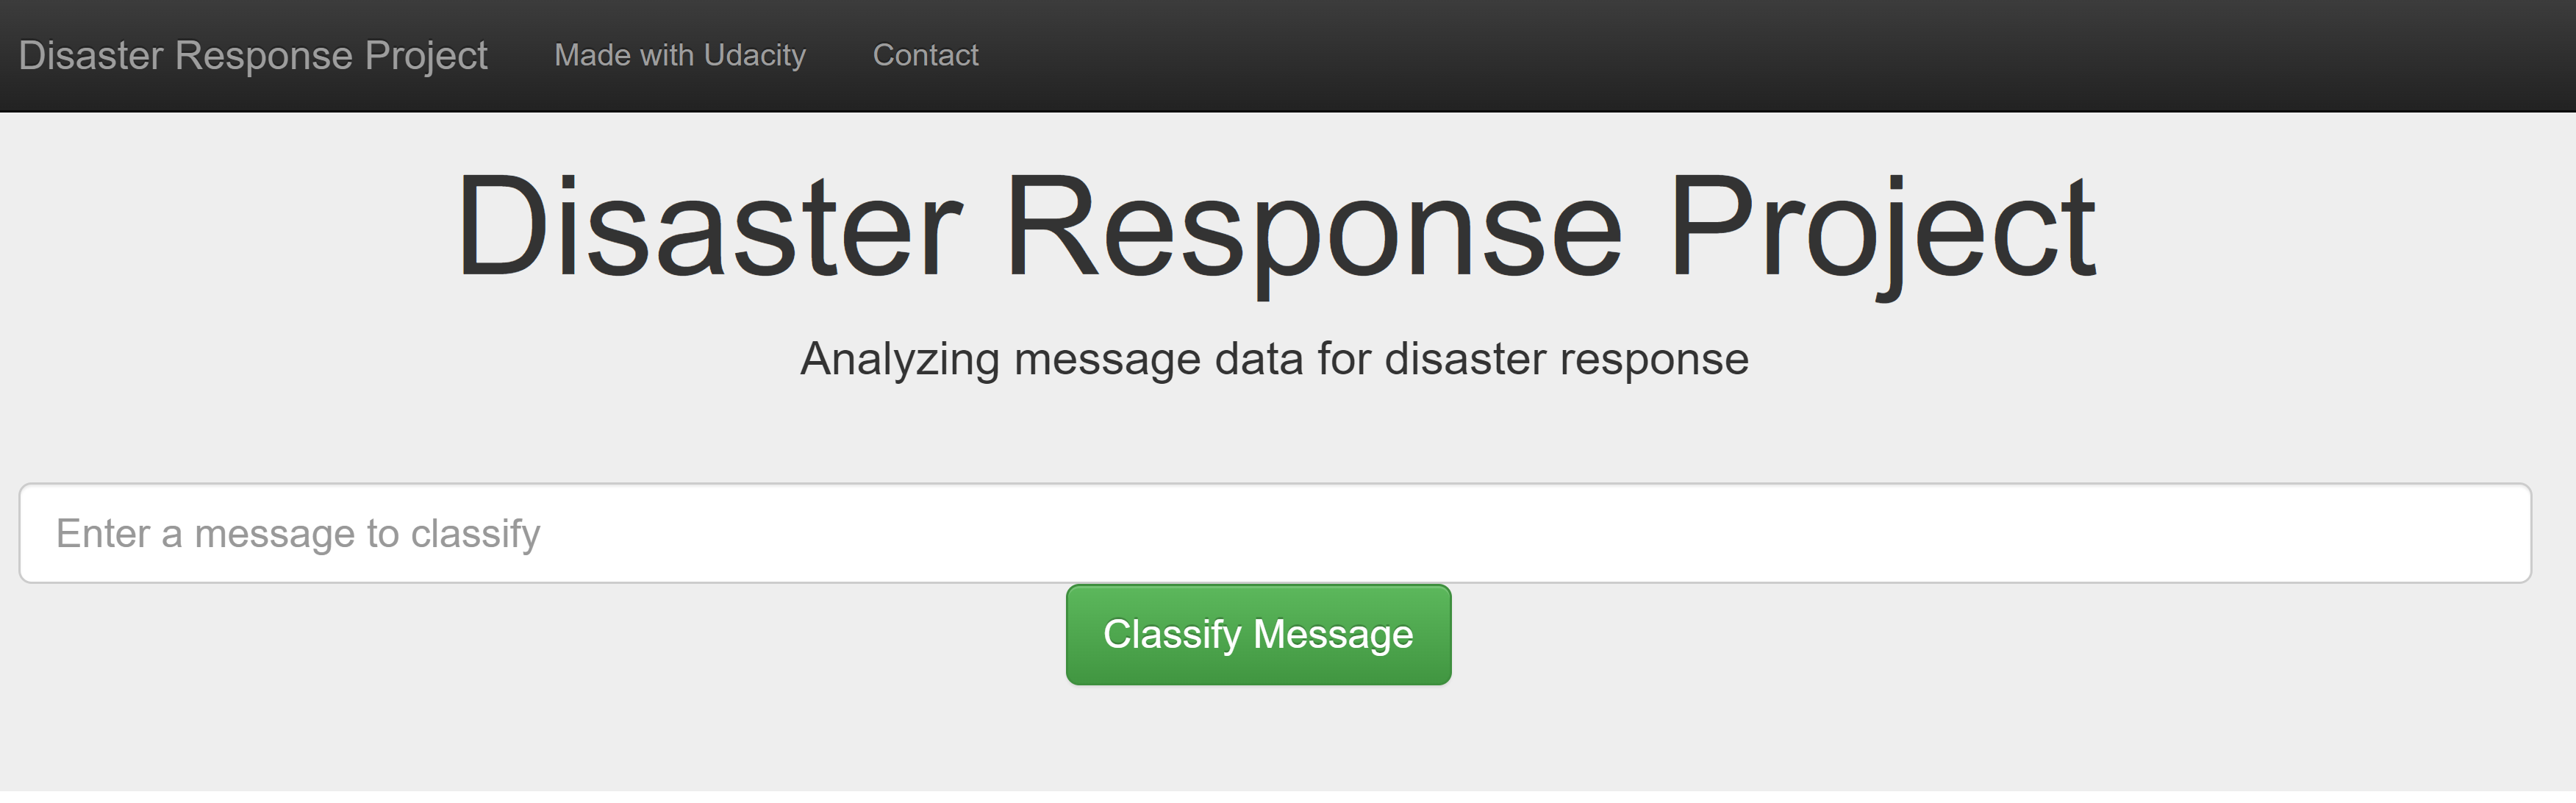 Disaster Response Project Made with Udacity Contact
Disaster Response Project
Analyzing message data for disaster response
Enter a message to classify
Classify Message